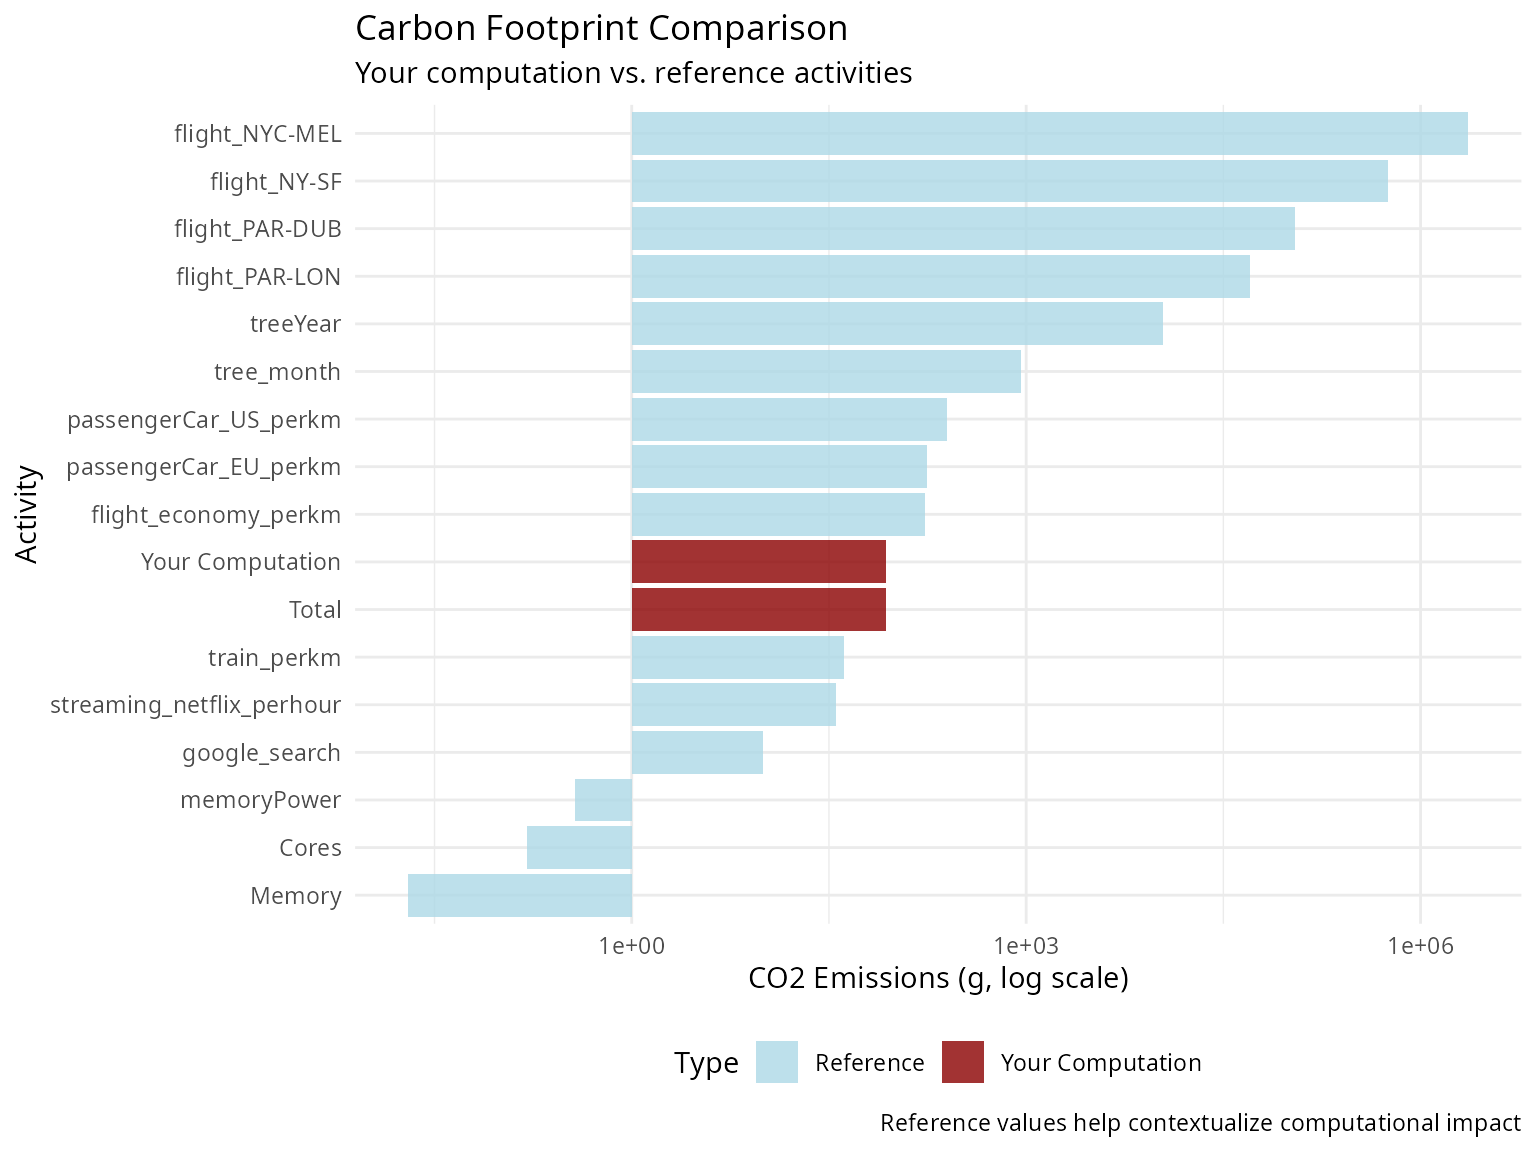 Carbon Footprint Comparison
Your computation vs. reference activities
Activity
flight_NYC-MEL
flight_NY-SF
flight_PAR-DUB
flight_PAR-LON
treeYear
tree_month
passengerCar_US_perkm
passengerCar_EU_perkm
flight_economy_perkm
Your Computation
Total
train_perkm
streaming_netflix_perhour
google_search
memoryPower
Cores
Memory
1e+00 1e+03 1e+06
CO2 Emissions (g, log scale)
Type Reference Your Computation
Reference values help contextualize computational impact